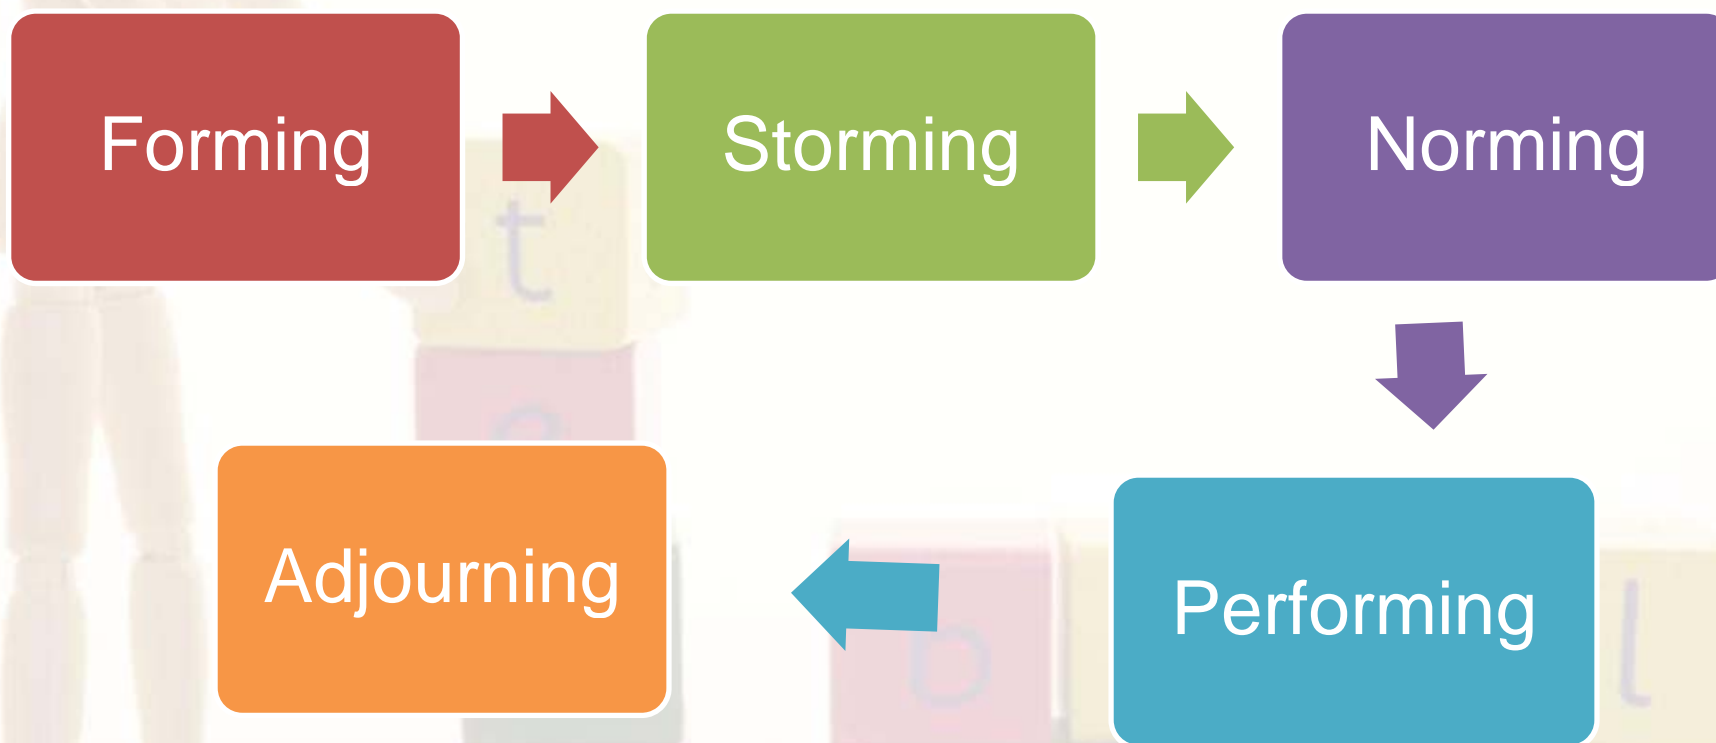 Forming
Storming
Norming
Performing
Adjourning
t
e
o
l